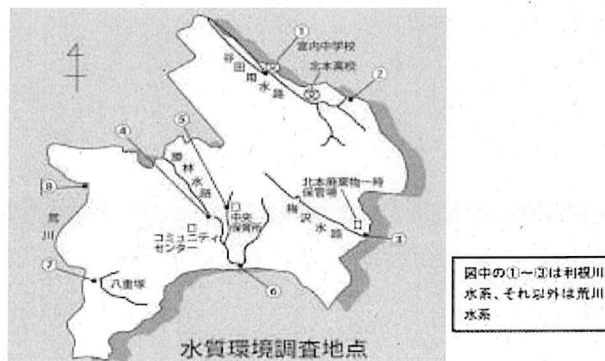 ①
宮内中学校
谷田用水路
北本高校
②
⑤
④
勝林水路
北本廃棄物一時
保管場
梅沢水路
⑧
荒川
中央
保育所
コミュニティ
センター
③
⑦
八重塚
⑥
図中の①～③は利根川
水系、それ以外は荒川
水系
水質環境調査地点